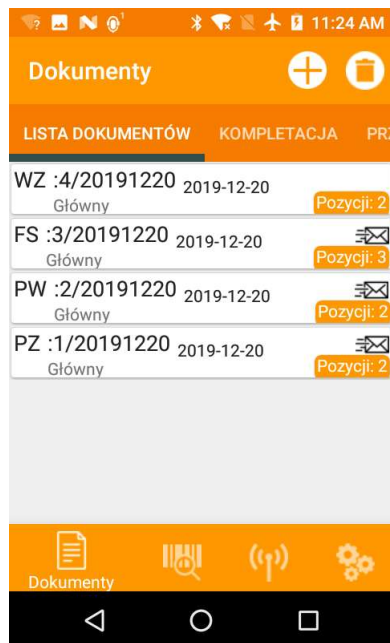 11:24 AM
Dokumenty
LISTA DOKUMENTÓW KOMPLETACJA PRZ
WZ :4/20191220 2019-12-20
Główny Pozycji: 2
FS :3/20191220 2019-12-20
Główny Pozycji: 3
PW :2/20191220 2019-12-20
Główny Pozycji: 2
PZ :1/20191220 2019-12-20
Główny Pozycji: 2
Dokumenty